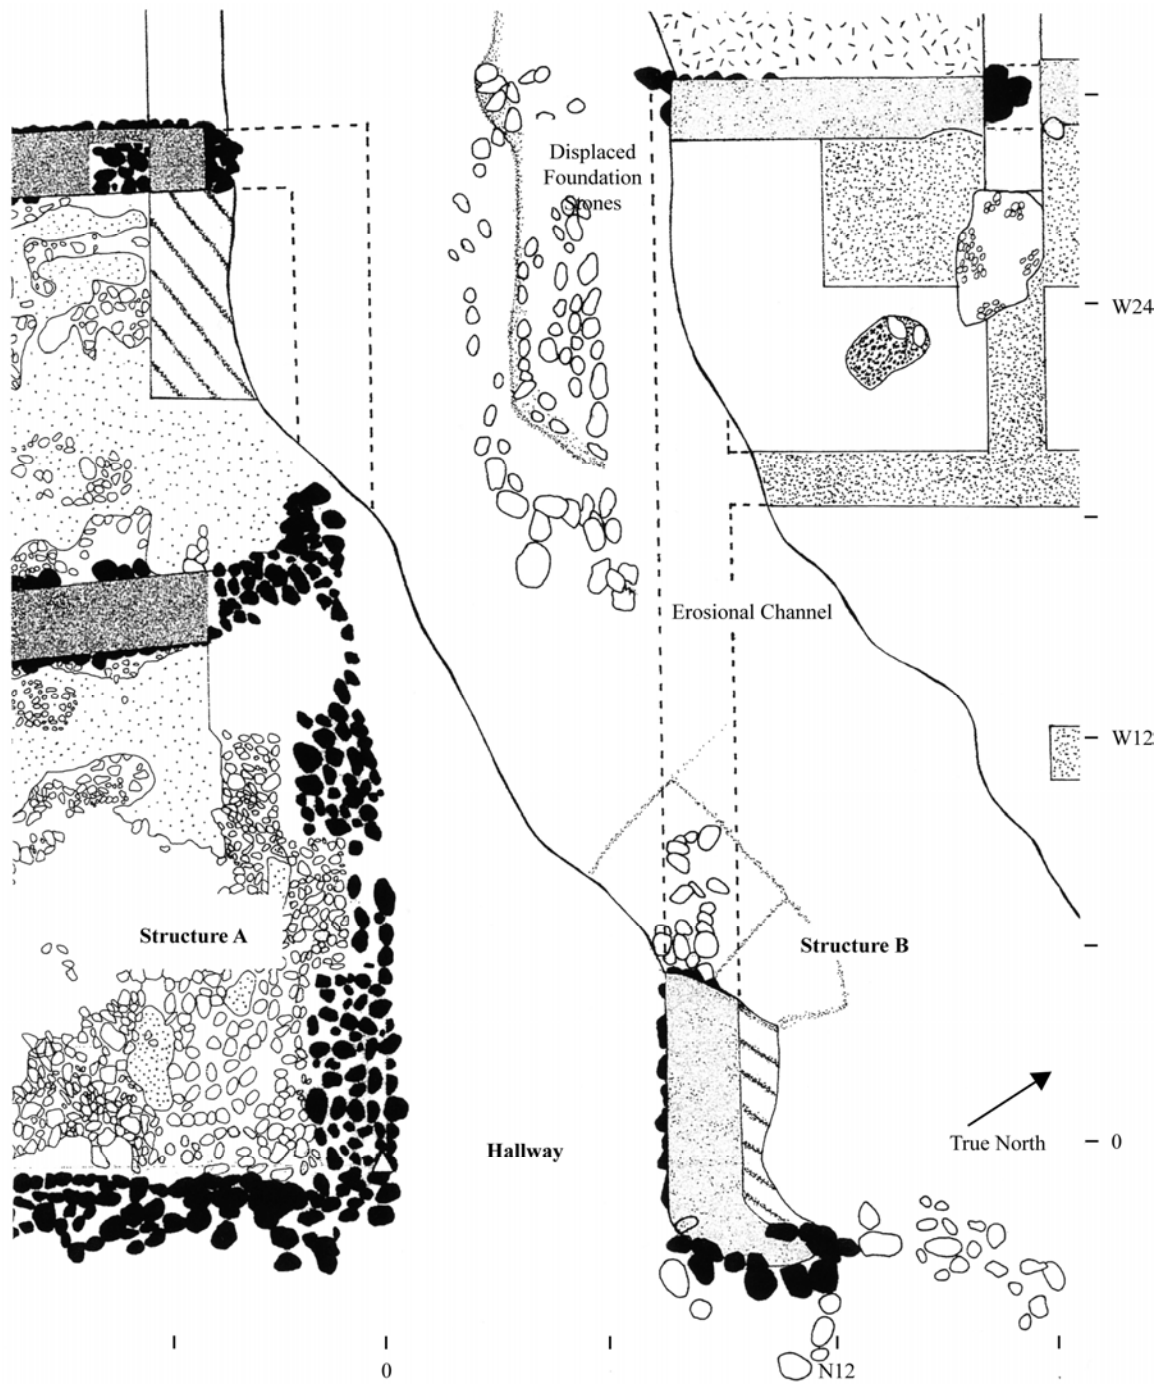 Displaced
Foundation
Stones
W24
Erosional Channel
W12
Structure A
Structure B
True North
0
Hallway
0
N12